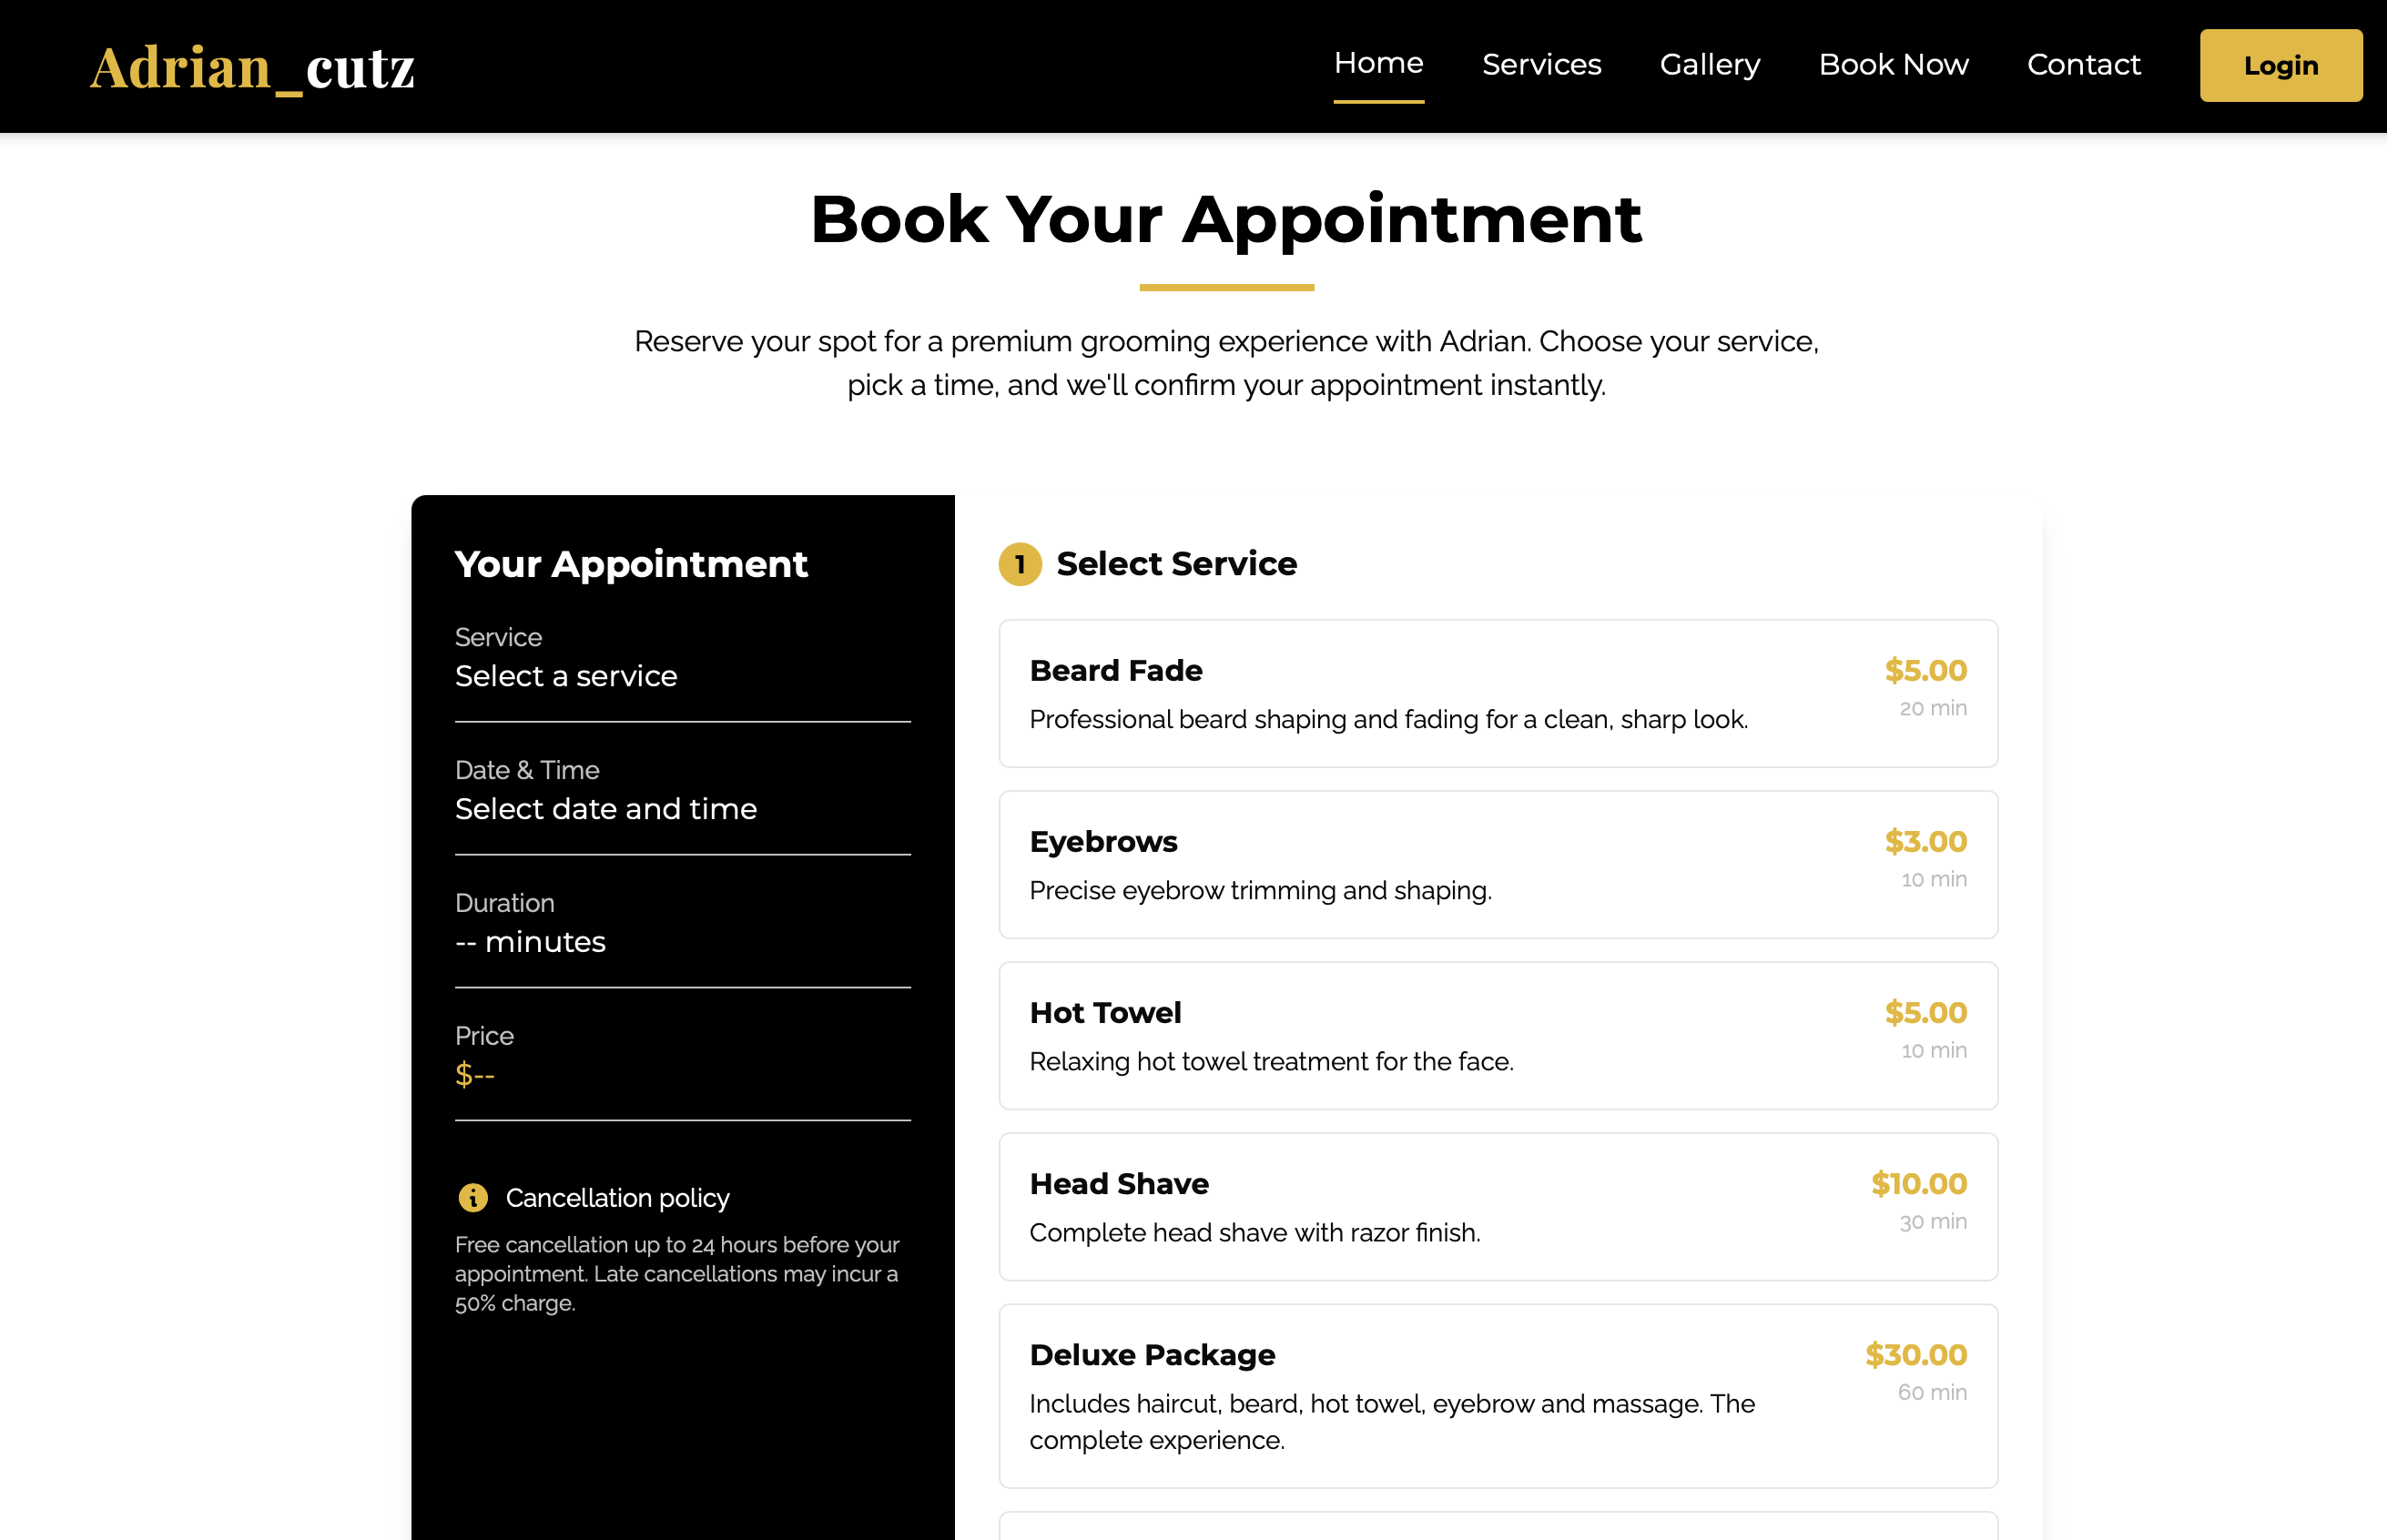 Adrian_cutz
Home
Services
Gallery
Book Now
Contact
Login
Book Your Appointment
Reserve your spot for a premium grooming experience with Adrian. Choose your service,
pick a time, and we'll confirm your appointment instantly.
Your Appointment
Service
Select a service
Date & Time
Select date and time
Duration
-- minutes
Price
$--
Cancellation policy
Free cancellation up to 24 hours before your
appointment. Late cancellations may incur a
50% charge.
1 Select Service
Beard Fade
$5.00
Professional beard shaping and fading for a clean, sharp look.
20 min
Eyebrows
$3.00
Precise eyebrow trimming and shaping.
10 min
Hot Towel
$5.00
Relaxing hot towel treatment for the face.
10 min
Head Shave
$10.00
Complete head shave with razor finish.
30 min
Deluxe Package
$30.00
Includes haircut, beard, hot towel, eyebrow and massage. The
complete experience.
60 min